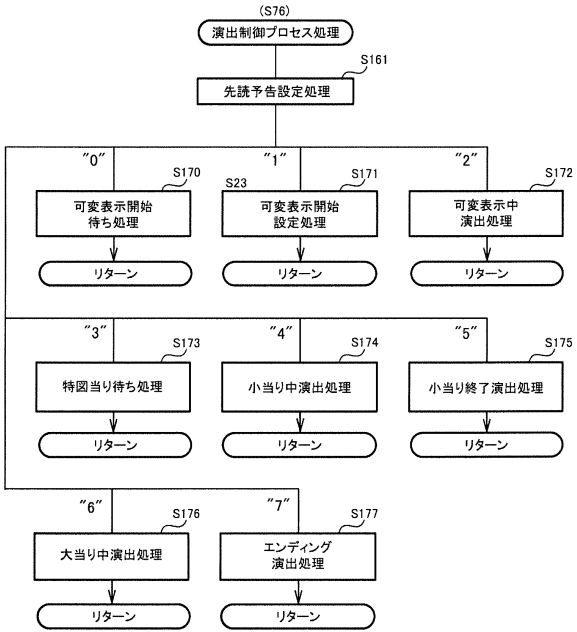 (S76)
演出制御プロセス処理
S161
先読予告設定処理
"0"
"1"
"2"
S170
S23
S171
S172
可変表示開始
待ち処理
可変表示開始
設定処理
可変表示中
演出処理
リターン
リターン
リターン
"3"
"4"
"5"
S173
S174
S175
特図当り待ち処理
小当り中演出処理
小当り終了演出処理
リターン
リターン
リターン
"6"
"7"
S176
S177
大当り中演出処理
エンディング
演出処理
リターン
リターン